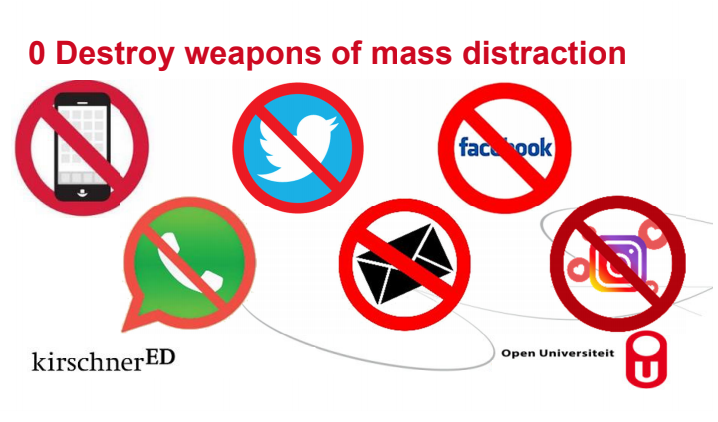 0 Destroy weapons of mass distraction
facebook
kirschnerED
Open Universiteit